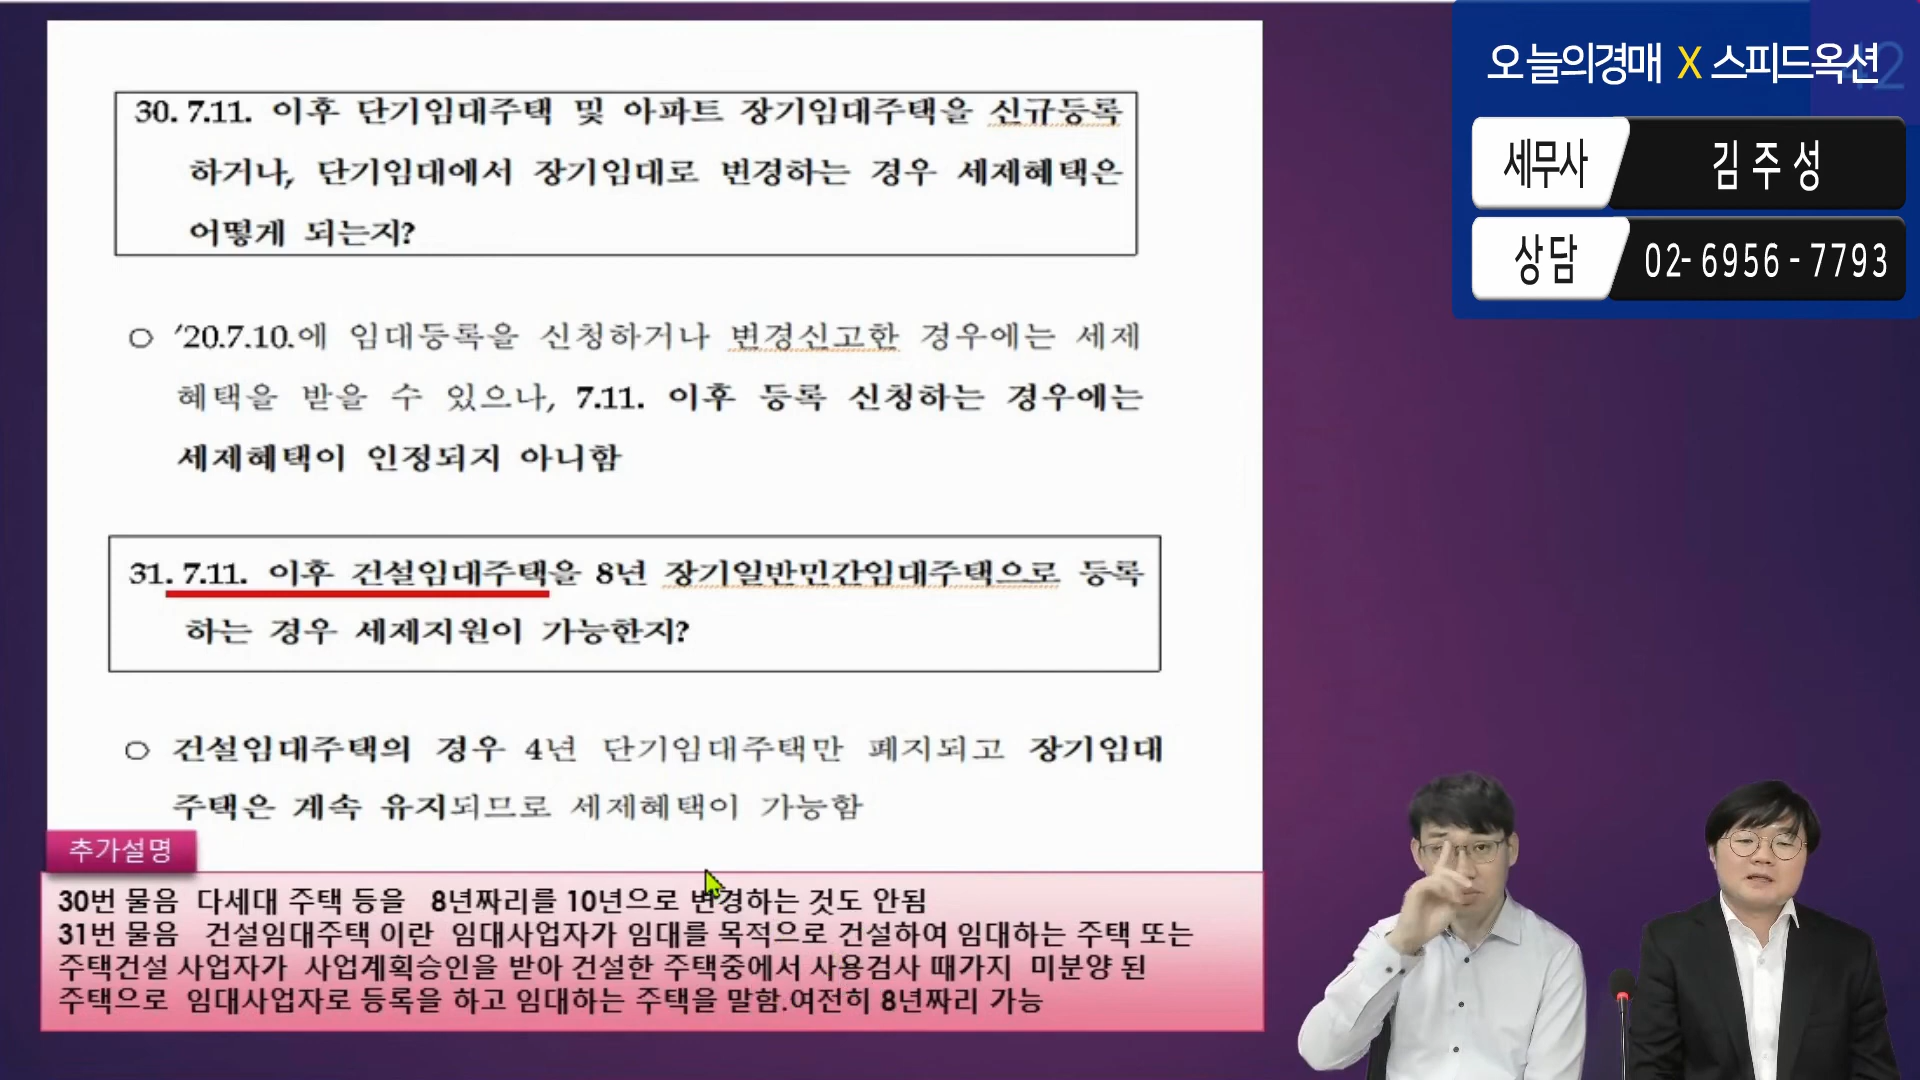 30. 7.11. 이후 단기임대주택 및 아파트 장기임대주택을 신규등록
하거나, 단기임대에서 장기임대로 변경하는 경우 세제혜택은
어떻게 되는지?
○ '20.7.10.에 임대등록을 신청하거나 변경신고한 경우에는 세제
혜택을 받을 수 있으나, 7.11. 이후 등록 신청하는 경우에는
세제혜택이 인정되지 아니함
31. 7.11. 이후 건설임대주택을 8년 장기일반민간임대주택으로 등록
하는 경우 세제지원이 가능한지?
○ 건설임대주택의 경우 4년 단기임대주택만 폐지되고 장기임대
주택은 계속 유지되므로 세제혜택이 가능함
추가설명
30번 물음 다세대 주택 등을 8년짜리를 10년으로 변경하는 것도 안됨
31번 물음 건설임대주택 이란 임대사업자가 임대를 목적으로 건설하여 임대하는 주택 또는
주택건설 사업자가 사업계획승인을 받아 건설한 주택중에서 사용검사 때가지 미분양 된
주택으로 임대사업자로 등록을 하고 임대하는 주택을 말함.여전히 8년짜리 가능
오늘의경매 X 스피드옥션
세무사 김주성
상담 02-6956-7793